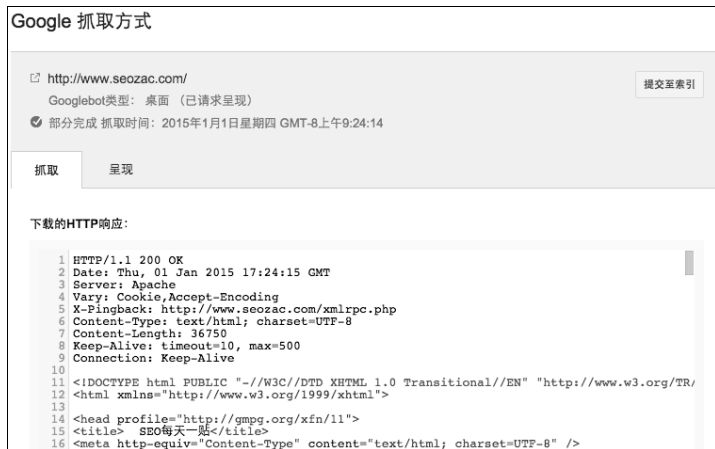 Google 抓取方式
http://www.seozac.com/
提交至索引
Googlebot类型： 桌面 （已请求呈现）
部分完成 抓取时间：2015年1月1日星期四 GMT-8上午9:24:14
抓取 呈现
下载的HTTP响应：
1 HTTP/1.1 200 OK
2 Date: Thu, 01 Jan 2015 17:24:15 GMT
3 Server: Apache
4 Vary: Cookie,Accept-Encoding
5 X-Pingback: http://www.seozac.com/xmlrpc.php
6 Content-Type: text/html; charset=UTF-8
7 Content-Length: 36750
8 Keep-Alive: timeout=10, max=500
9 Connection: Keep-Alive
10
11 <!DOCTYPE html PUBLIC "-//W3C//DTD XHTML 1.0 Transitional//EN" "http://www.w3.org/TR/
12 <html xmlns="http://www.w3.org/1999/xhtml">
13
14 <head profile="http://gmpg.org/xfn/11">
15 <title> SEO每天一贴</title>
16 <meta http-equiv="Content-Type" content="text/html; charset=UTF-8" />